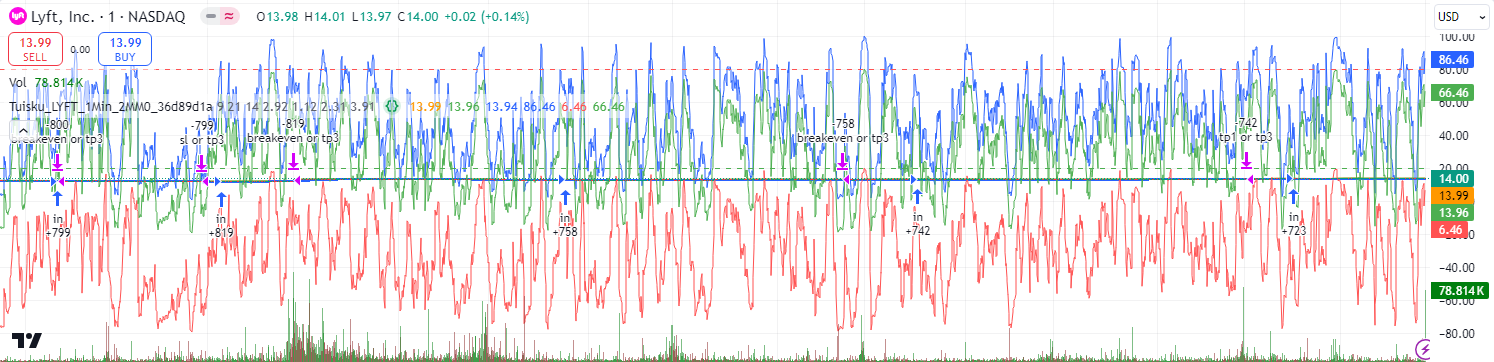 Lyft, Inc. · 1 · NASDAQ
O13.98 H14.01 L13.97 C14.00 +0.02 (+0.14%)
USD
13.99
SELL
0.00
13.99
BUY
Vol 78.814K
Tuisku_LYFT_1Min_2MM0_36d89d1a 9 21 14 2.92 1.12 2.31 3.91 13.99 13.96 13.94 86.46 6.46 66.46
-800
breakeven or tp3
-799
sl or tp3
-819
breakeven or tp3
-758
breakeven or tp3
-742
tp1 or tp3
in
+799
in
+819
in
+758
in
+742
in
+723
100.00
86.46
80.00
66.46
60.00
40.00
20.00
14.00
13.99
13.96
6.46
−40.00
78.814K
−60.00
−80.00